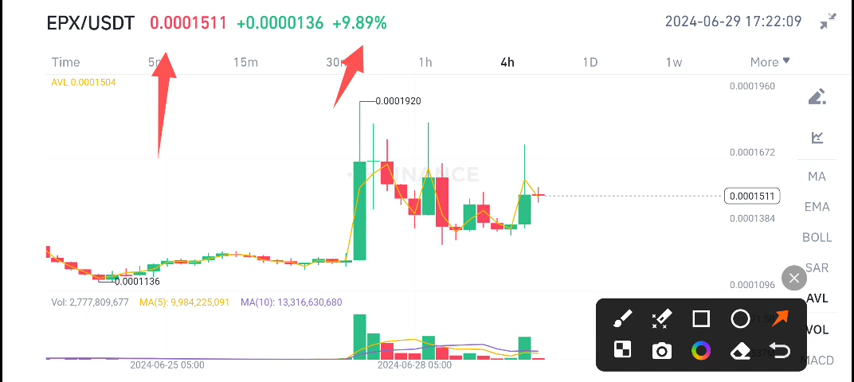 EPX/USDT 0.0001511 +0.0000136 +9.89% 2024-06-29 17:22:09
Time 15m 1h 4h 1D 1w More
AVL 0.0001504
0.0001960
0.0001920
0.0001672
MA
0.0001511
EMA
0.0001384
BOLL
SAR
0.0001136
0.0001096
AVL
Vol: 2,777,809,677 MA(5): 9,984,225,091 MA(10): 13,316,630,680
VOL
MACD
2024-06-25 05:00 2024-06-28 05:00